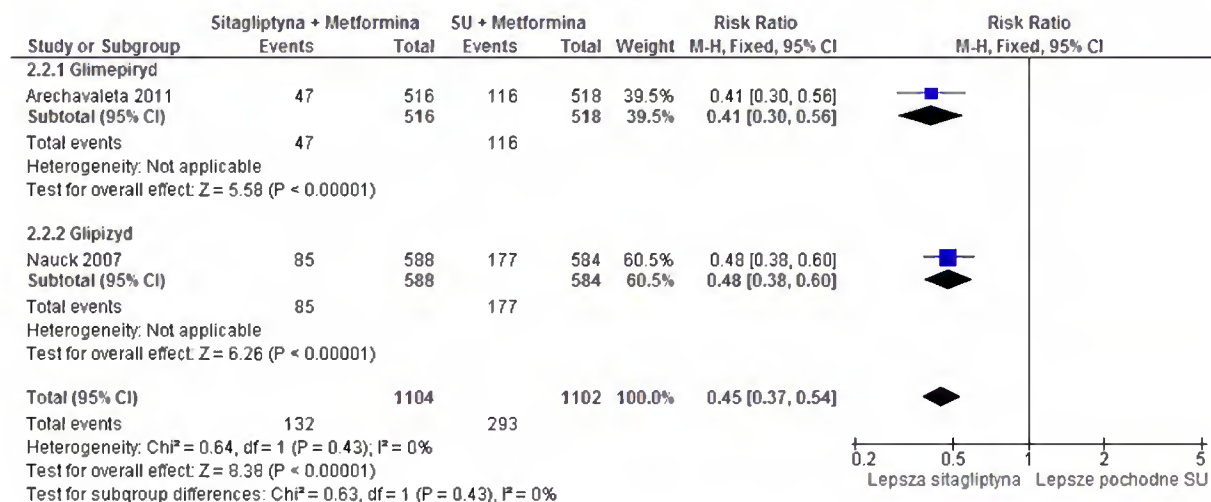 Sitagliptyna + Metformina SU + Metformina Risk Ratio Risk Ratio
Study or Subgroup Events Total Events Total Weight M-H, Fixed, 95% CI M-H, Fixed, 95% CI
2.2.1 Glimepiryd
Arechavaleta 2011 47 516 116 518 39.5% 0.41 [0.30, 0.56]
Subtotal (95% CI) 516 518 39.5% 0.41 [0.30, 0.56]
Total events 47 116
Heterogeneity: Not applicable
Test for overall effect: Z = 5.58 (P < 0.00001)
2.2.2 Glipizyd
Nauck 2007 85 588 177 584 60.5% 0.48 [0.38, 0.60]
Subtotal (95% CI) 588 584 60.5% 0.48 [0.38, 0.60]
Total events 85 177
Heterogeneity: Not applicable
Test for overall effect: Z = 6.26 (P < 0.00001)
Total (95% CI) 1104 1102 100.0% 0.45 [0.37, 0.54]
Total events 132 293
Heterogeneity: Chi² = 0.64, df = 1 (P = 0.43); I² = 0%
Test for overall effect: Z = 8.38 (P < 0.00001)
Test for subgroup differences: Chi² = 0.63, df = 1 (P = 0.43), I² = 0%
0.2 0.5 1 2 5
Lepsza sitagliptyna Lepsze pochodne SU